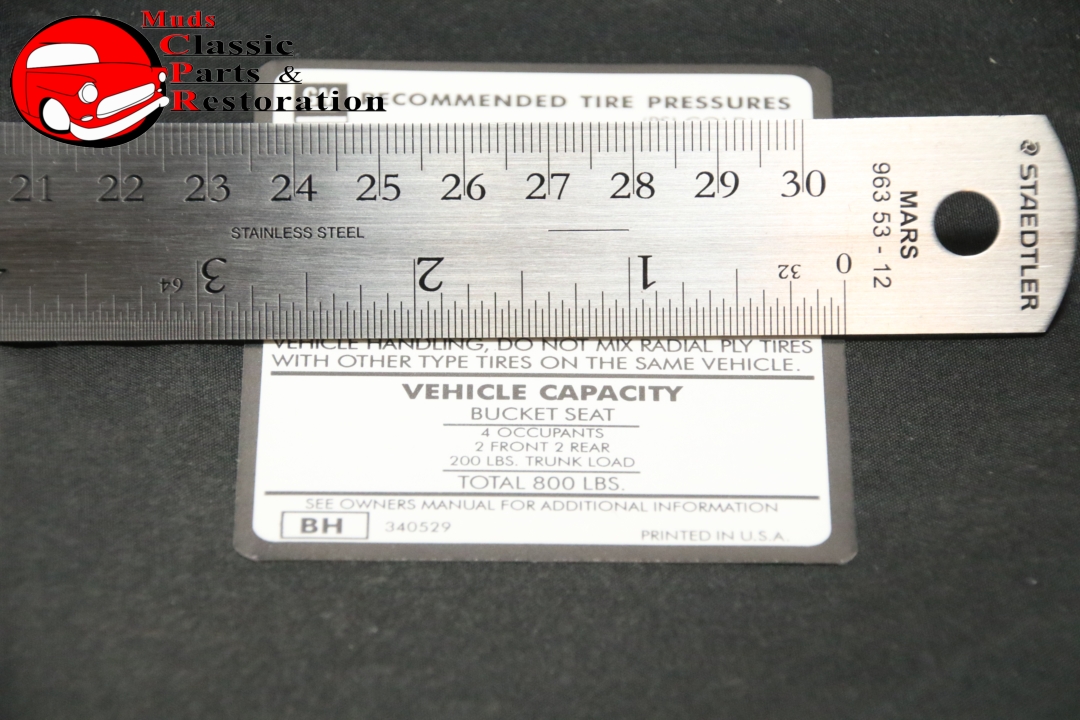 Muds
Classic
Parts &
Restoration
GM RECOMMENDED TIRE PRESSURES
21 22 23 24 25 26 27 28 29 30
STAINLESS STEEL
64 3 2 1 32 0
MARS
963 53 - 12
STAEDTLER
VEHICLE HANDLING, DO NOT MIX RADIAL PLY TIRES
WITH OTHER TYPE TIRES ON THE SAME VEHICLE.
VEHICLE CAPACITY
BUCKET SEAT
4 OCCUPANTS
2 FRONT 2 REAR
200 LBS. TRUNK LOAD
TOTAL 800 LBS.
SEE OWNERS MANUAL FOR ADDITIONAL INFORMATION
BH 340529 PRINTED IN U.S.A.